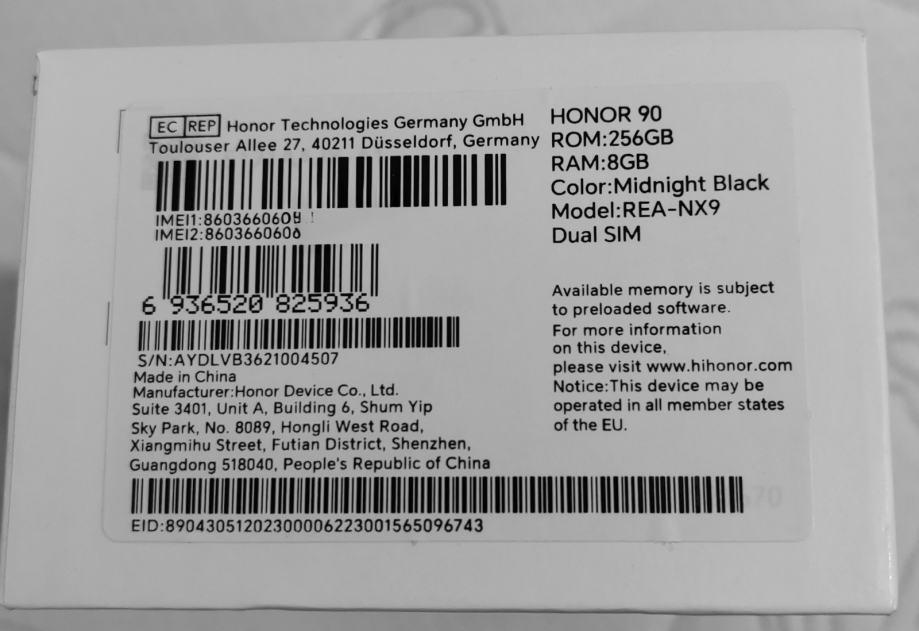 EC REP Honor Technologies Germany GmbH
Toulouser Allee 27, 40211 Düsseldorf, Germany
IMEI1:
IMEI2:
6 936520 825936
S/N:AYDLVB3621004507
Made in China
Manufacturer:Honor Device Co., Ltd.
Suite 3401, Unit A, Building 6, Shum Yip
Sky Park, No. 8089, Hongli West Road,
Xiangmihu Street, Futian District, Shenzhen,
Guangdong 518040, People's Republic of China
EID:89043051202300006223001565096743
HONOR 90
ROM:256GB
RAM:8GB
Color:Midnight Black
Model:REA-NX9
Dual SIM
Available memory is subject
to preloaded software.
For more information
on this device,
please visit www.hihonor.com
Notice:This device may be
operated in all member states
of the EU.